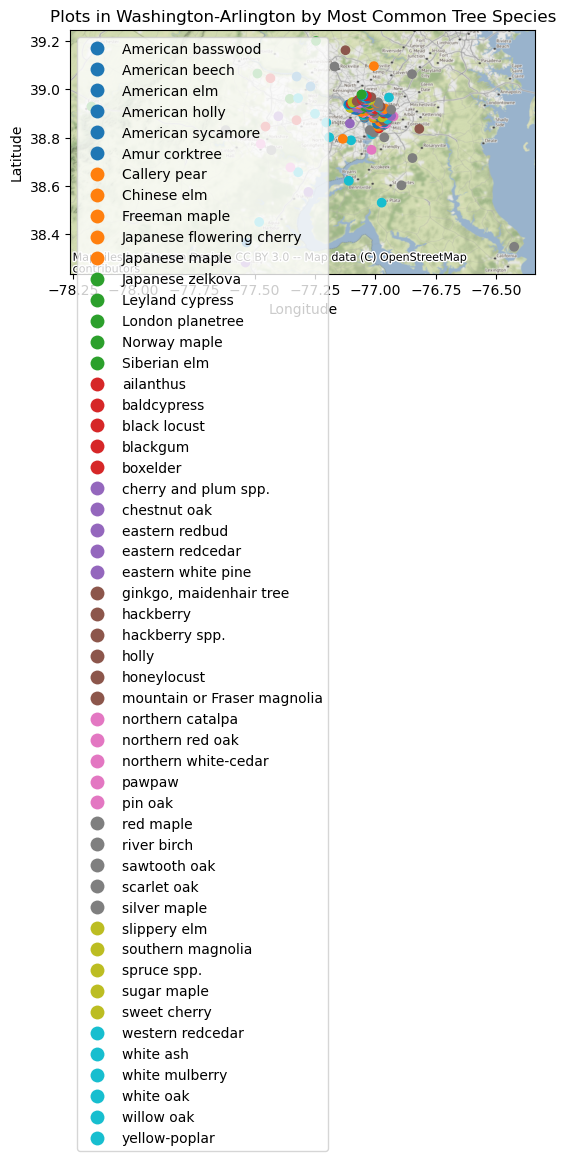 Plots in Washington-Arlington by Most Common Tree Species
39.2
39.0
38.8
38.6
38.4
Latitude
American basswood
American beech
American elm
American holly
American sycamore
Amur corktree
Callery pear
Chinese elm
Freeman maple
Japanese flowering cherry
Japanese maple
Japanese zelkova
Leyland cypress
London planetree
Norway maple
Siberian elm
ailanthus
baldcypress
black locust
blackgum
boxelder
cherry and plum spp.
chestnut oak
eastern redbud
eastern redcedar
eastern white pine
ginkgo, maidenhair tree
hackberry
hackberry spp.
holly
honeylocust
mountain or Fraser magnolia
northern catalpa
northern red oak
northern white-cedar
pawpaw
pin oak
red maple
river birch
sawtooth oak
scarlet oak
silver maple
slippery elm
southern magnolia
spruce spp.
sugar maple
sweet cherry
western redcedar
white ash
white mulberry
white oak
willow oak
yellow-poplar
CC BY 3.0 -- Map data (C) OpenStreetMap
contributors
−78.25 −78.00 −77.75 −77.50 −77.25 −77.00 −76.75 −76.50
Longitude